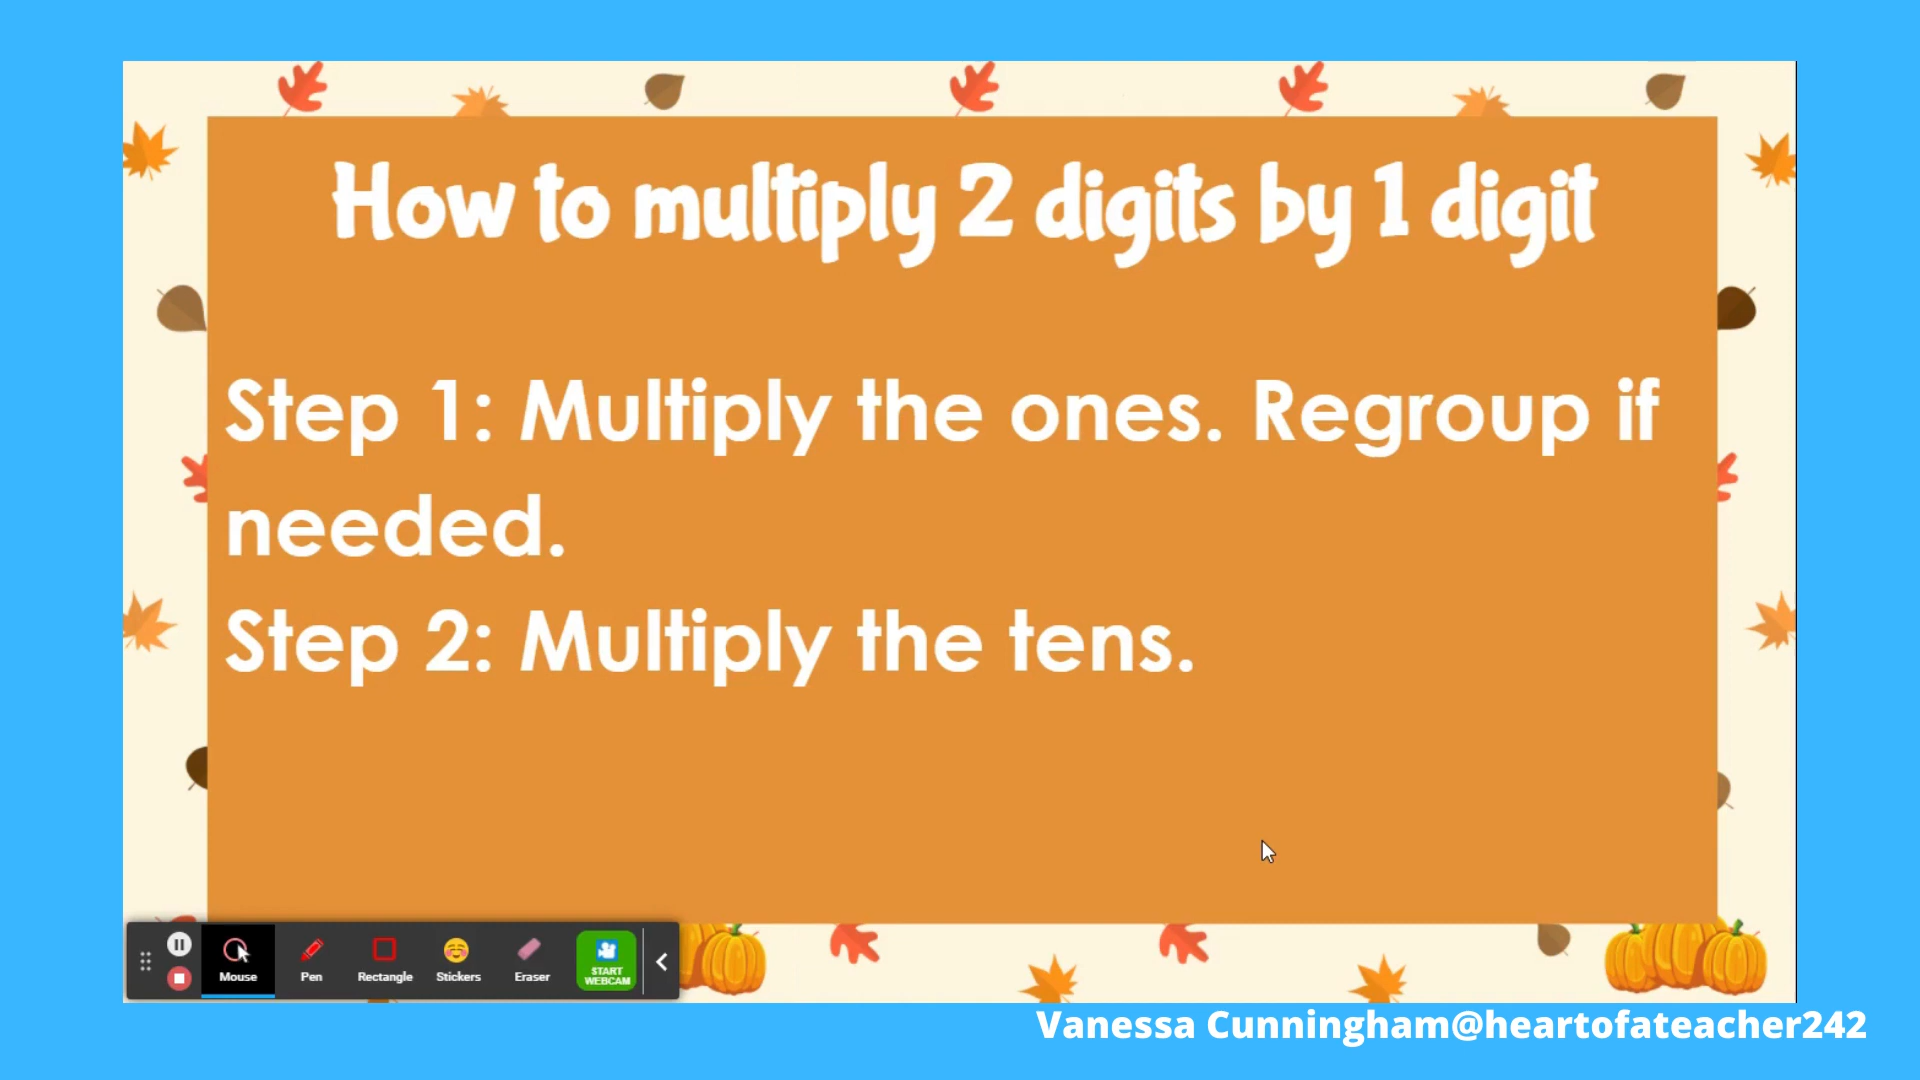 How to multiply 2 digits by 1 digit
Step 1: Multiply the ones. Regroup if
needed.
Step 2: Multiply the tens.
Mouse
Pen
Rectangle
Stickers
Eraser
START
WEBCAM
Vanessa Cunningham@heartofateacher242